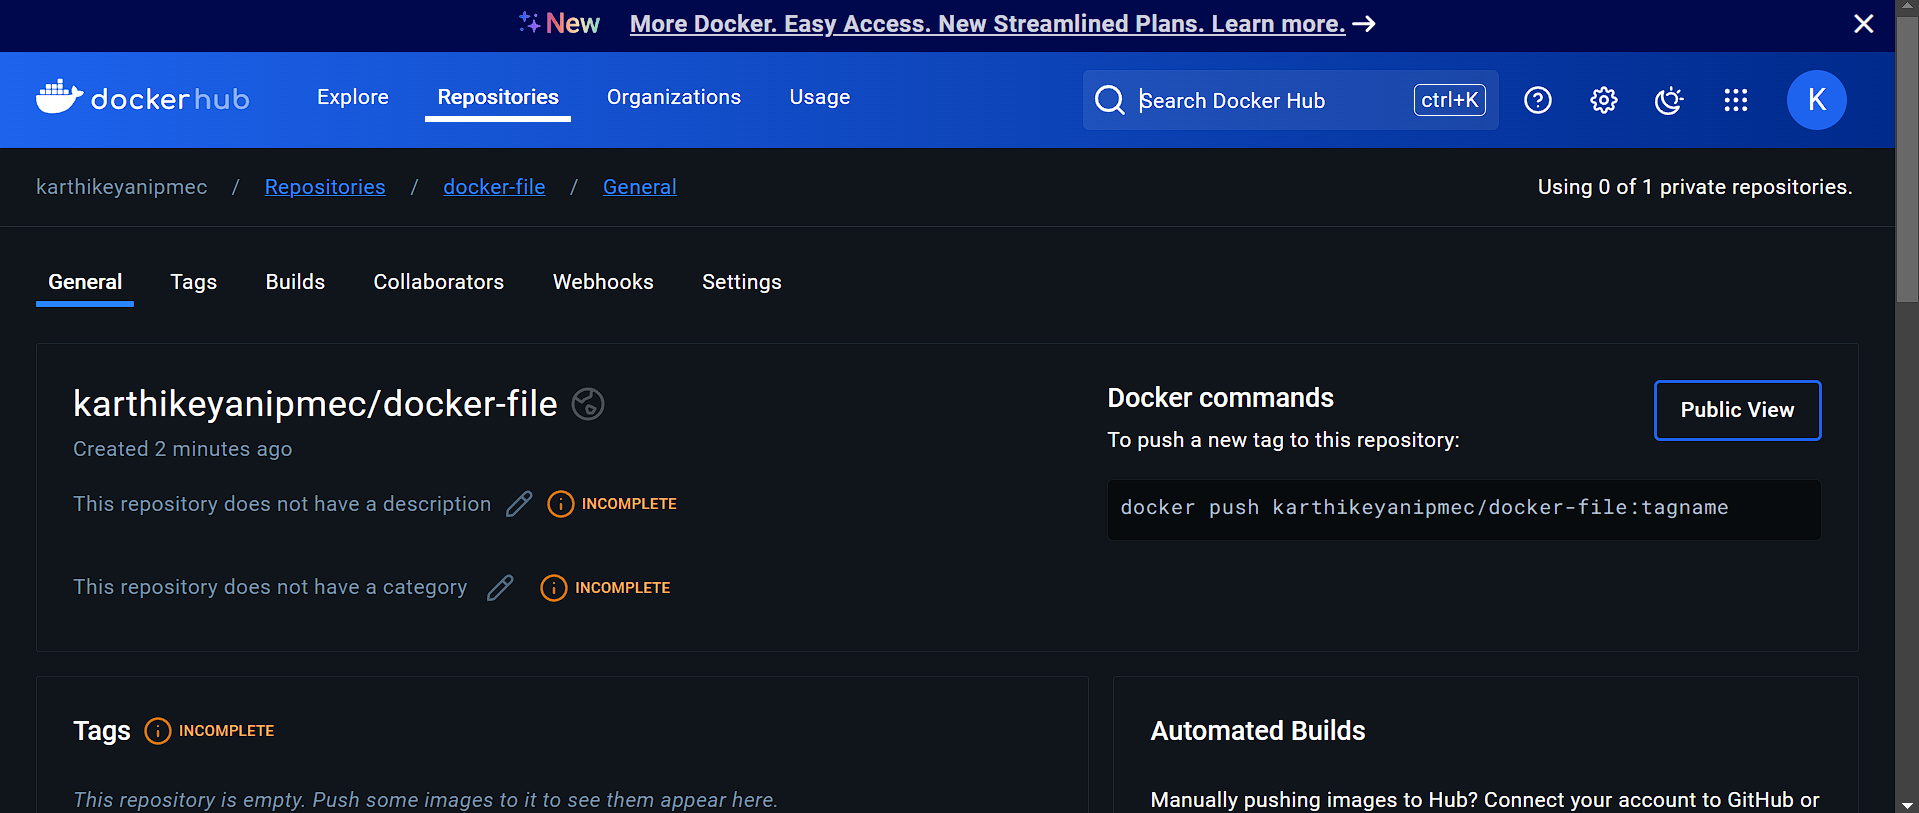 New More Docker. Easy Access. New Streamlined Plans. Learn more.
dockerhub Explore Repositories Organizations Usage Search Docker Hub ctrl+K K
karthikeyanipmec / Repositories / docker-file / General Using 0 of 1 private repositories.
General Tags Builds Collaborators Webhooks Settings
karthikeyanipmec/docker-file
Created 2 minutes ago
This repository does not have a description INCOMPLETE
This repository does not have a category INCOMPLETE
Docker commands
Public View
To push a new tag to this repository:
docker push karthikeyanipmec/docker-file:tagname
Tags INCOMPLETE
This repository is empty. Push some images to it to see them appear here.
Automated Builds
Manually pushing images to Hub? Connect your account to GitHub or